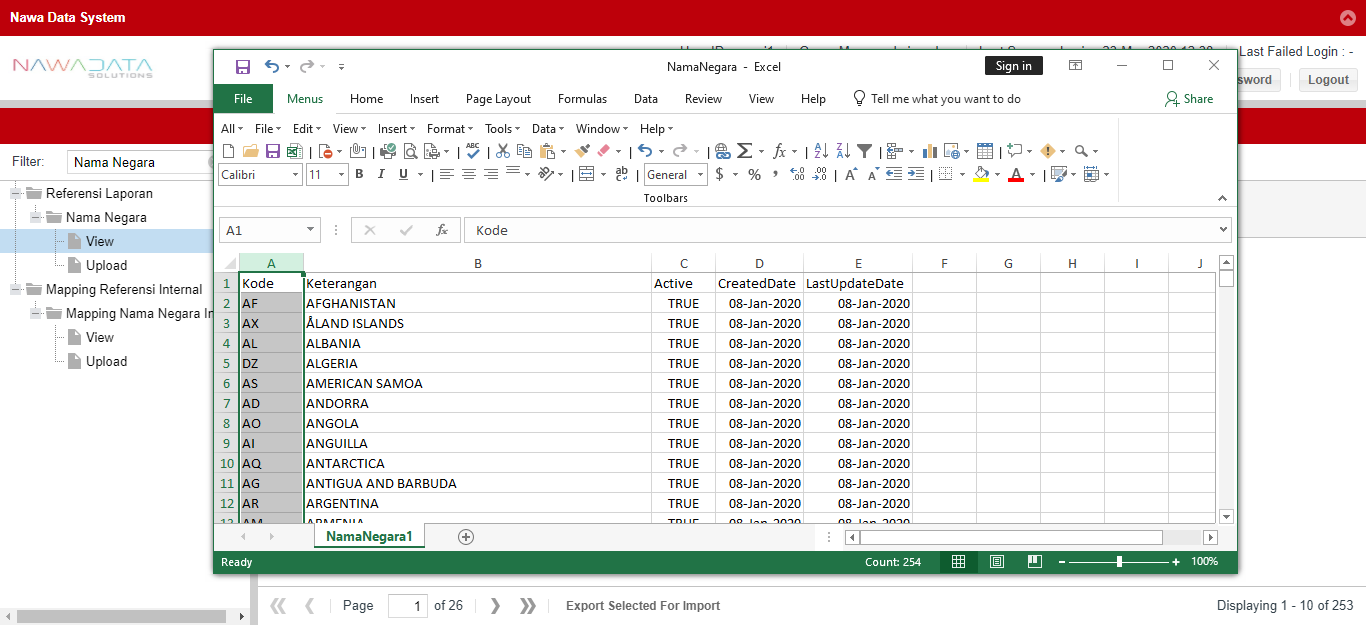 Nawa Data System
NAWADATA
SOLUTIONS
Last Failed Login : -
sword
Logout
NamaNegara - Excel
Sign in
File Menus Home Insert Page Layout Formulas Data Review View Help Tell me what you want to do Share
All File Edit View Insert Format Tools Data Window Help
Calibri 11 B I U General $ %
Toolbars
A1 fx Kode
Filter: Nama Negara
Referensi Laporan
Nama Negara
View
Upload
Mapping Referensi Internal
Mapping Nama Negara In
View
Upload
A B C D E F G H I J
1 Kode Keterangan Active CreatedDate LastUpdateDate
2 AF AFGHANISTAN TRUE 08-Jan-2020 08-Jan-2020
3 AX ÅLAND ISLANDS TRUE 08-Jan-2020 08-Jan-2020
4 AL ALBANIA TRUE 08-Jan-2020 08-Jan-2020
5 DZ ALGERIA TRUE 08-Jan-2020 08-Jan-2020
6 AS AMERICAN SAMOA TRUE 08-Jan-2020 08-Jan-2020
7 AD ANDORRA TRUE 08-Jan-2020 08-Jan-2020
8 AO ANGOLA TRUE 08-Jan-2020 08-Jan-2020
9 AI ANGUILLA TRUE 08-Jan-2020 08-Jan-2020
10 AQ ANTARCTICA TRUE 08-Jan-2020 08-Jan-2020
11 AG ANTIGUA AND BARBUDA TRUE 08-Jan-2020 08-Jan-2020
12 AR ARGENTINA TRUE 08-Jan-2020 08-Jan-2020
13 AM ARMENIA TRUE 08-Jan-2020 08-Jan-2020
NamaNegara1
Ready Count: 254 100%
Page 1 of 26 Export Selected For Import Displaying 1 - 10 of 253